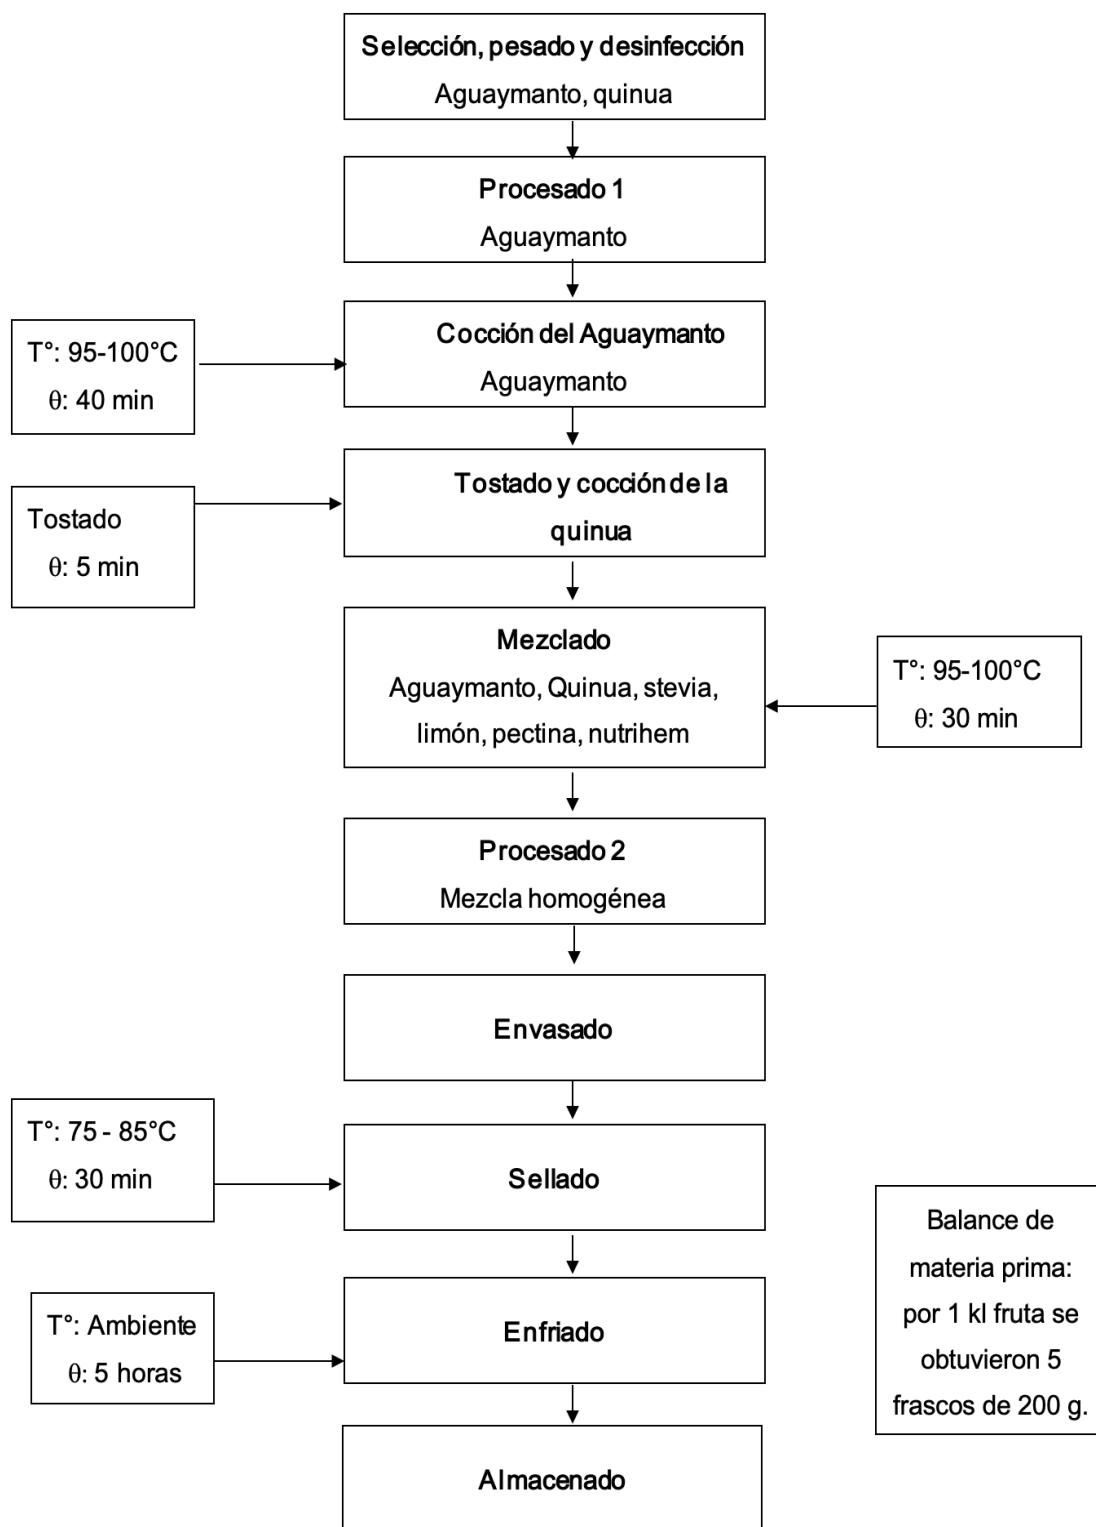 Selección, pesado y desinfección
Aguaymanto, quinua
Procesado 1
Aguaymanto
Cocción del Aguaymanto
Aguaymanto
T°: 95-100°C
θ: 40 min
Tostado y cocción de la
quinua
Tostado
θ: 5 min
Mezclado
Aguaymanto, Quinua, stevia,
limón, pectina, nutrihem
T°: 95-100°C
θ: 30 min
Procesado 2
Mezcla homogénea
Envasado
T°: 75 - 85°C
θ: 30 min
Sellado
T°: Ambiente
θ: 5 horas
Enfriado
Balance de
materia prima:
por 1 kl fruta se
obtuvieron 5
frascos de 200 g.
Almacenado